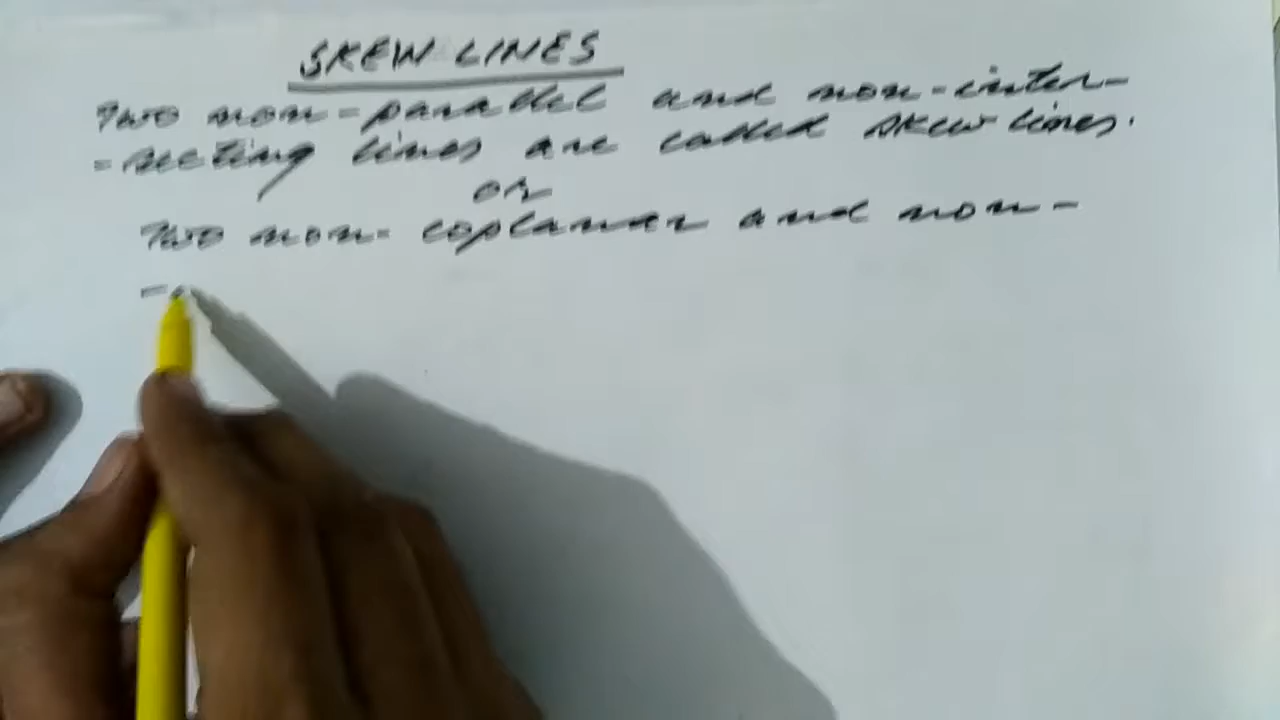 SKEW LINES
Two non-parallel and non-inter-
-secting lines are called skew lines.
or
Two non-coplanar and non-
-